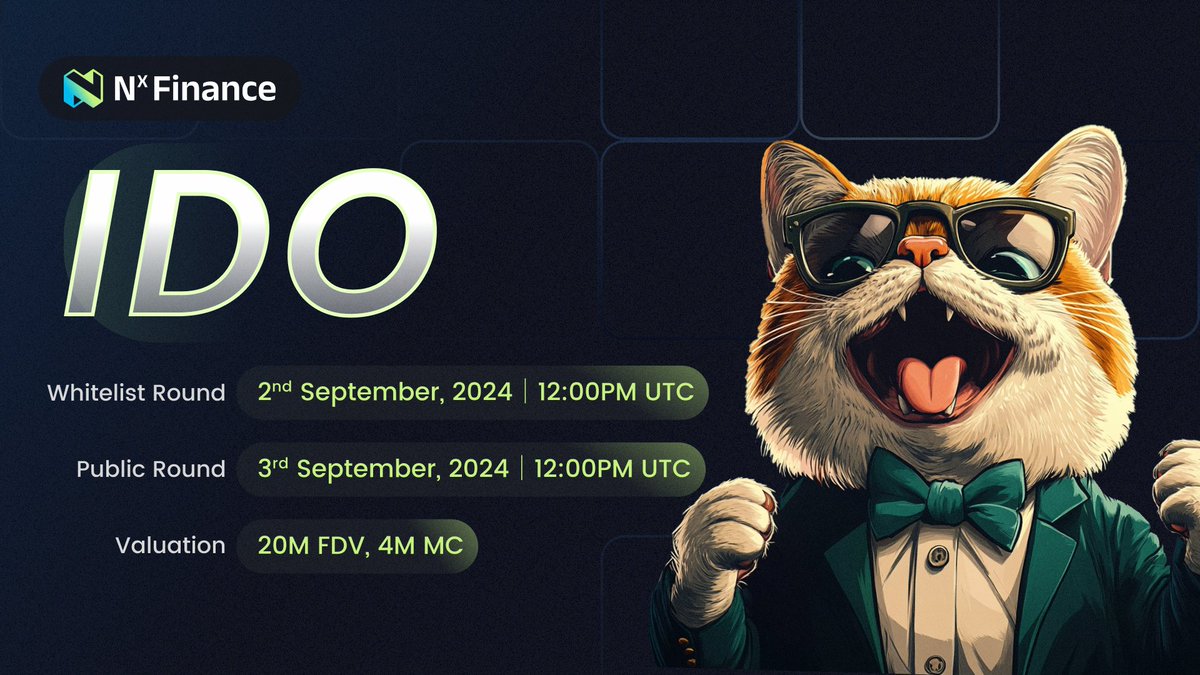 Nˣ Finance
IDO
Whitelist Round 2nd September, 2024 | 12:00PM UTC
Public Round 3rd September, 2024 | 12:00PM UTC
Valuation 20M FDV, 4M MC